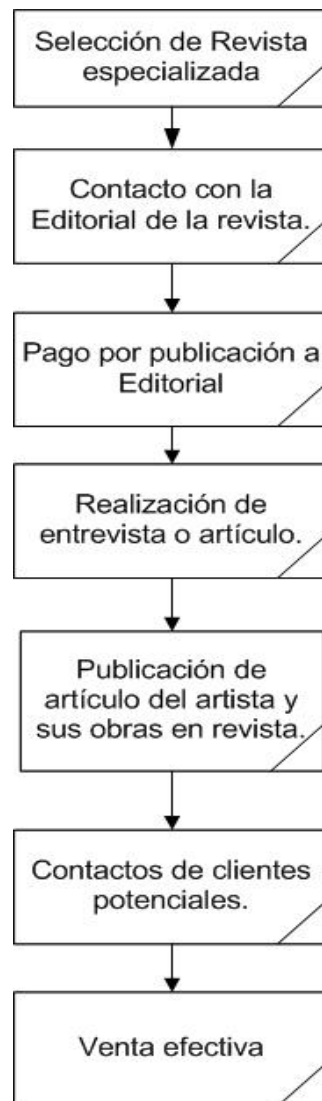 Selección de Revista
especializada
Contacto con la
Editorial de la revista.
Pago por publicación a
Editorial
Realización de
entrevista o artículo.
Publicación de
artículo del artista y
sus obras en revista.
Contactos de clientes
potenciales.
Venta efectiva